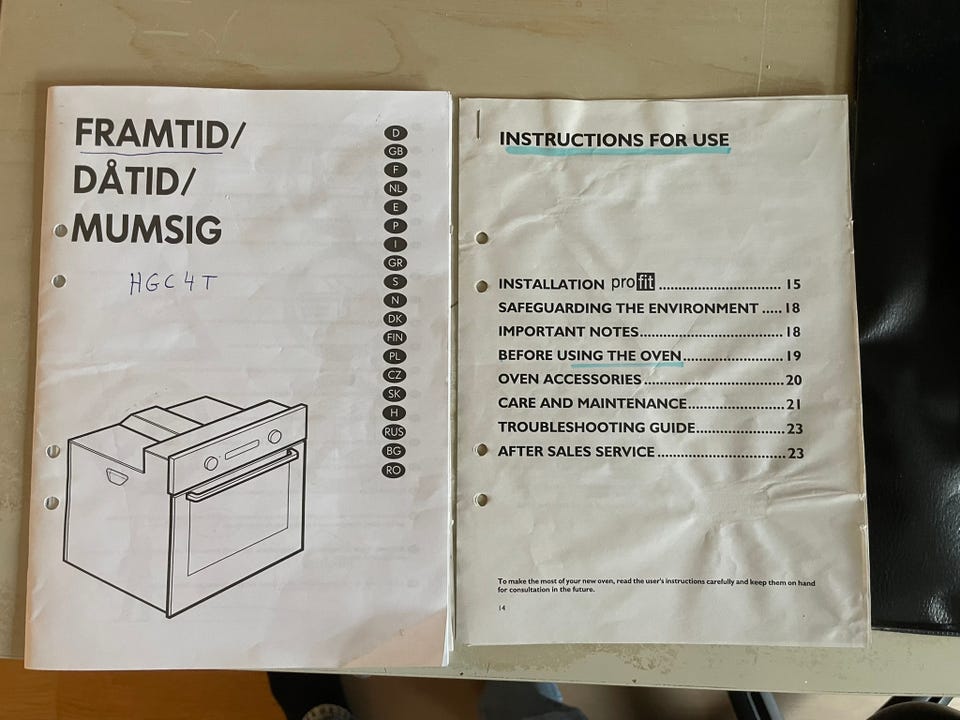 FRAMTID/
DÅTID/
MUMSIG
HGC4T
D
GB
F
NL
E
P
I
GR
S
N
DK
FIN
PL
CZ
SK
H
RUS
BG
RO
INSTRUCTIONS FOR USE
INSTALLATION profit .............................. 15
SAFEGUARDING THE ENVIRONMENT ..... 18
IMPORTANT NOTES................................... 18
BEFORE USING THE OVEN........................ 19
OVEN ACCESSORIES................................... 20
CARE AND MAINTENANCE........................ 21
TROUBLESHOOTING GUIDE...................... 23
AFTER SALES SERVICE ................................ 23
To make the most of your new oven, read the user's instructions carefully and keep them on hand
for consultation in the future.
14